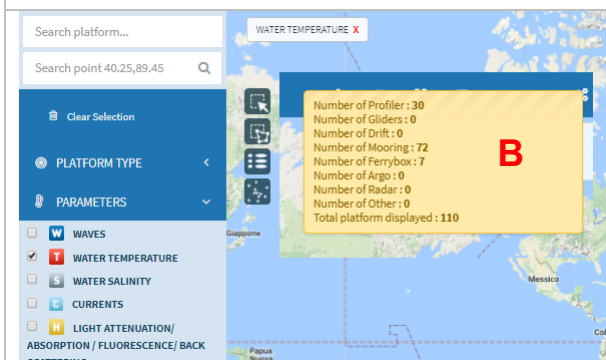 Search platform...
Search point 40.25,89.45
Clear Selection
PLATFORM TYPE
PARAMETERS
W WAVES
T WATER TEMPERATURE
S WATER SALINITY
C CURRENTS
H LIGHT ATTENUATION/
ABSORPTION / FLUORESCENCE/ BACK
WATER TEMPERATURE X
Number of Profiler : 30
Number of Gliders : 0
Number of Drift : 0
Number of Mooring : 72
Number of Ferrybox : 7
Number of Argo : 0
Number of Radar : 0
Number of Other : 0
Total platform displayed : 110
B
Giappone
Messico
Papua
Nuova
Col